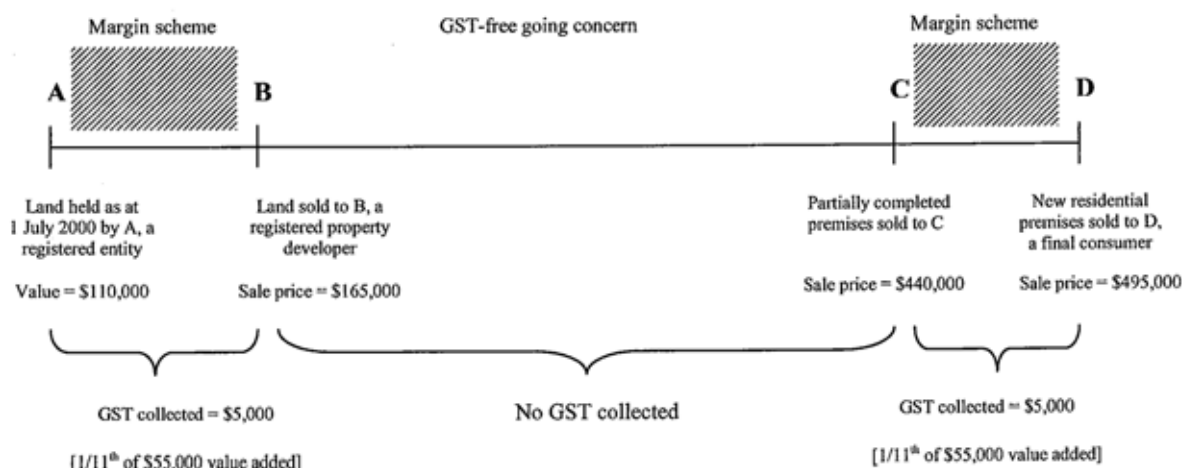 Margin scheme
GST-free going concern
Margin scheme
A
B
C
D
Land held as at
1 July 2000 by A, a
registered entity
Value = $110,000
Land sold to B, a
registered property
developer
Sale price = $165,000
Partially completed
premises sold to C
Sale price = $440,000
New residential
premises sold to D,
a final consumer
Sale price = $495,000
GST collected = $5,000
[1/11th of $55,000 value added]
No GST collected
GST collected = $5,000
[1/11th of $55,000 value added]